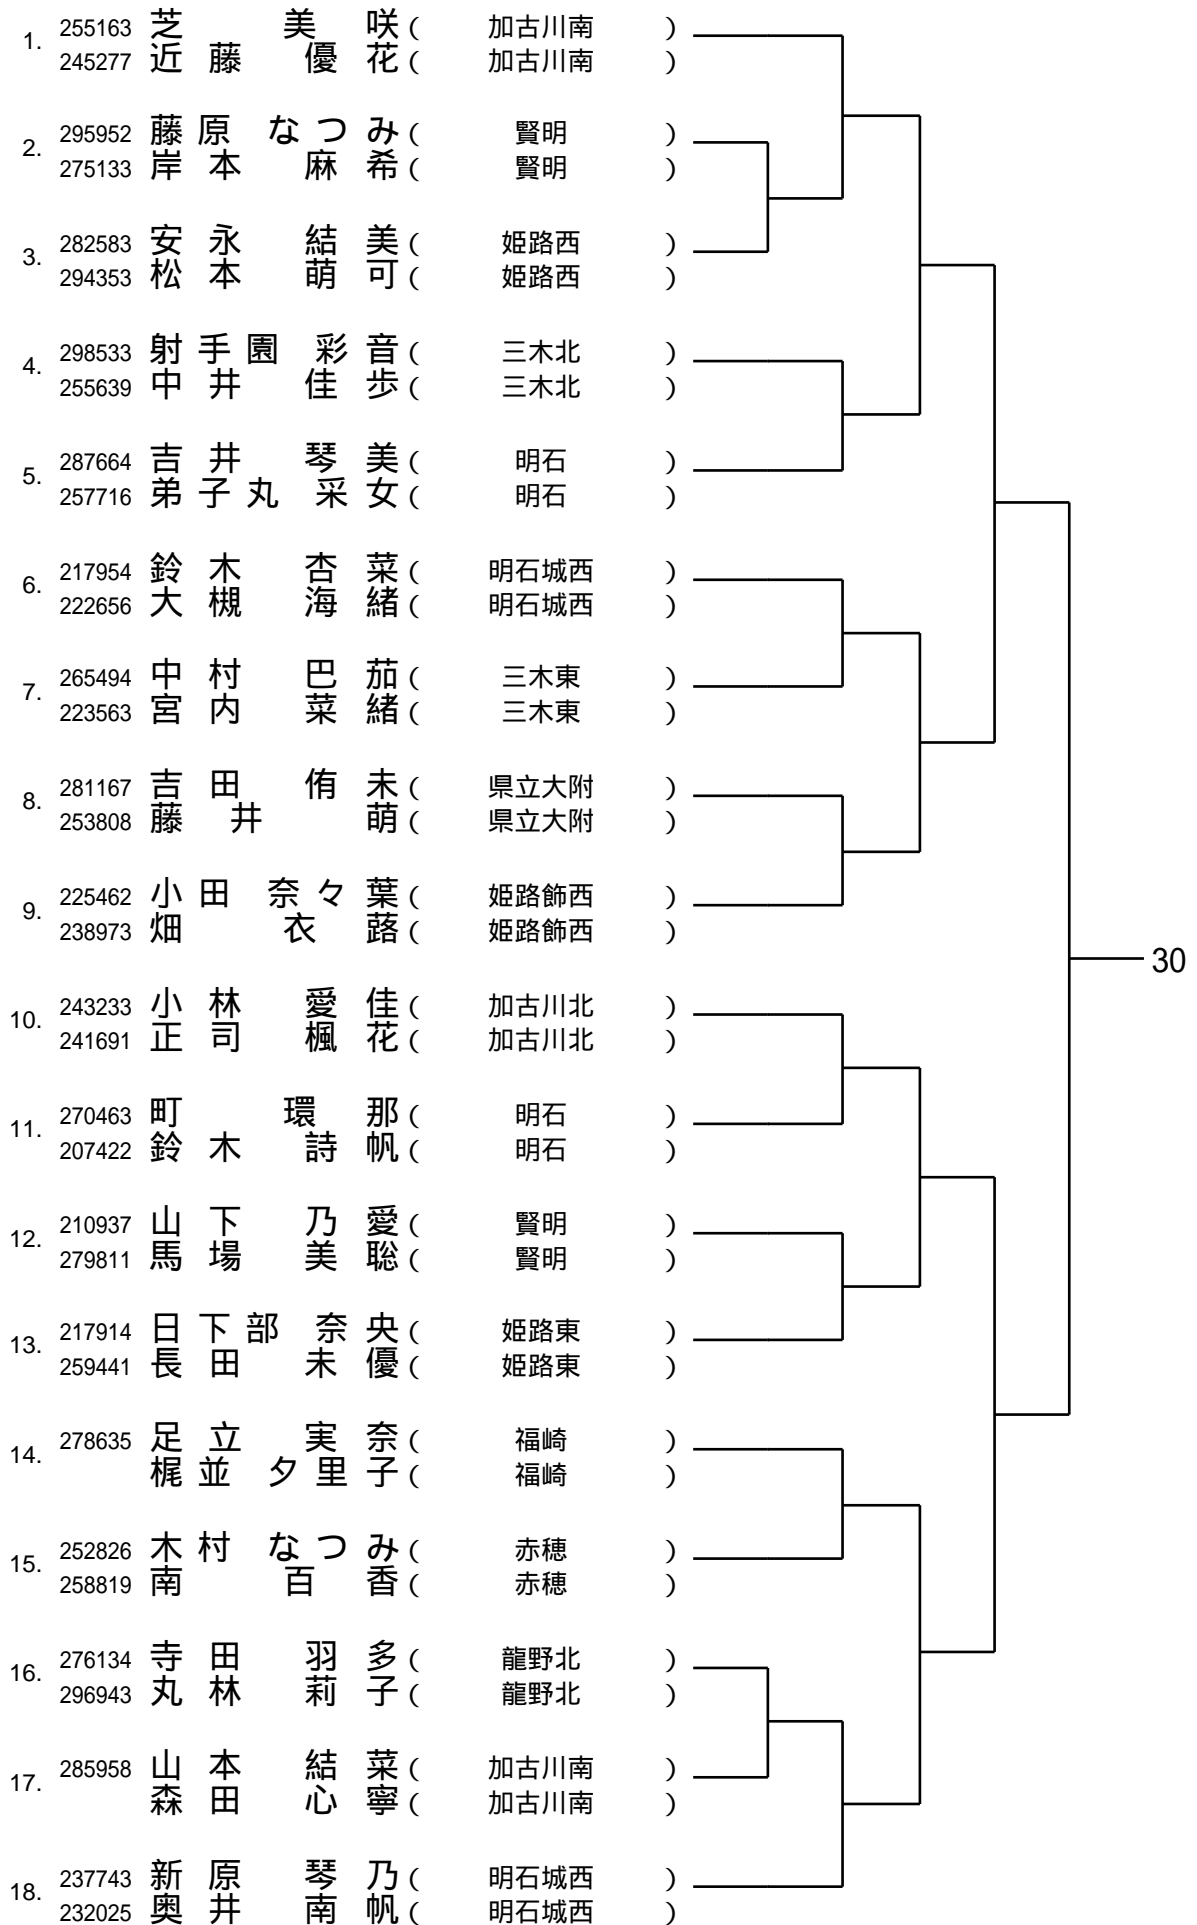 1. 255163 芝 美 咲 ( 加古川南 )
245277 近 藤 優 花 ( 加古川南 )
2. 295952 藤 原 な つ み ( 賢明 )
275133 岸 本 麻 希 ( 賢明 )
3. 282583 安 永 結 美 ( 姫路西 )
294353 松 本 萌 可 ( 姫路西 )
4. 298533 射 手 園 彩 音 ( 三木北 )
255639 中 井 佳 歩 ( 三木北 )
5. 287664 吉 井 琴 美 ( 明石 )
257716 弟 子 丸 采 女 ( 明石 )
6. 217954 鈴 木 杏 菜 ( 明石城西 )
222656 大 槻 海 緒 ( 明石城西 )
7. 265494 中 村 巴 茄 ( 三木東 )
223563 宮 内 菜 緒 ( 三木東 )
8. 281167 吉 田 侑 未 ( 県立大附 )
253808 藤 井 萌 ( 県立大附 )
9. 225462 小 田 奈 々 葉 ( 姫路飾西 )
238973 畑 衣 蕗 ( 姫路飾西 )
30
10. 243233 小 林 愛 佳 ( 加古川北 )
241691 正 司 楓 花 ( 加古川北 )
11. 270463 町 環 那 ( 明石 )
207422 鈴 木 詩 帆 ( 明石 )
12. 210937 山 下 乃 愛 ( 賢明 )
279811 馬 場 美 聡 ( 賢明 )
13. 217914 日 下 部 奈 央 ( 姫路東 )
259441 長 田 未 優 ( 姫路東 )
14. 278635 足 立 実 奈 ( 福崎 )
梶 並 夕 里 子 ( 福崎 )
15. 252826 木 村 な つ み ( 赤穂 )
258819 南 百 香 ( 赤穂 )
16. 276134 寺 田 羽 多 ( 龍野北 )
296943 丸 林 莉 子 ( 龍野北 )
17. 285958 山 本 結 菜 ( 加古川南 )
森 田 心 寧 ( 加古川南 )
18. 237743 新 原 琴 乃 ( 明石城西 )
232025 奥 井 南 帆 ( 明石城西 )